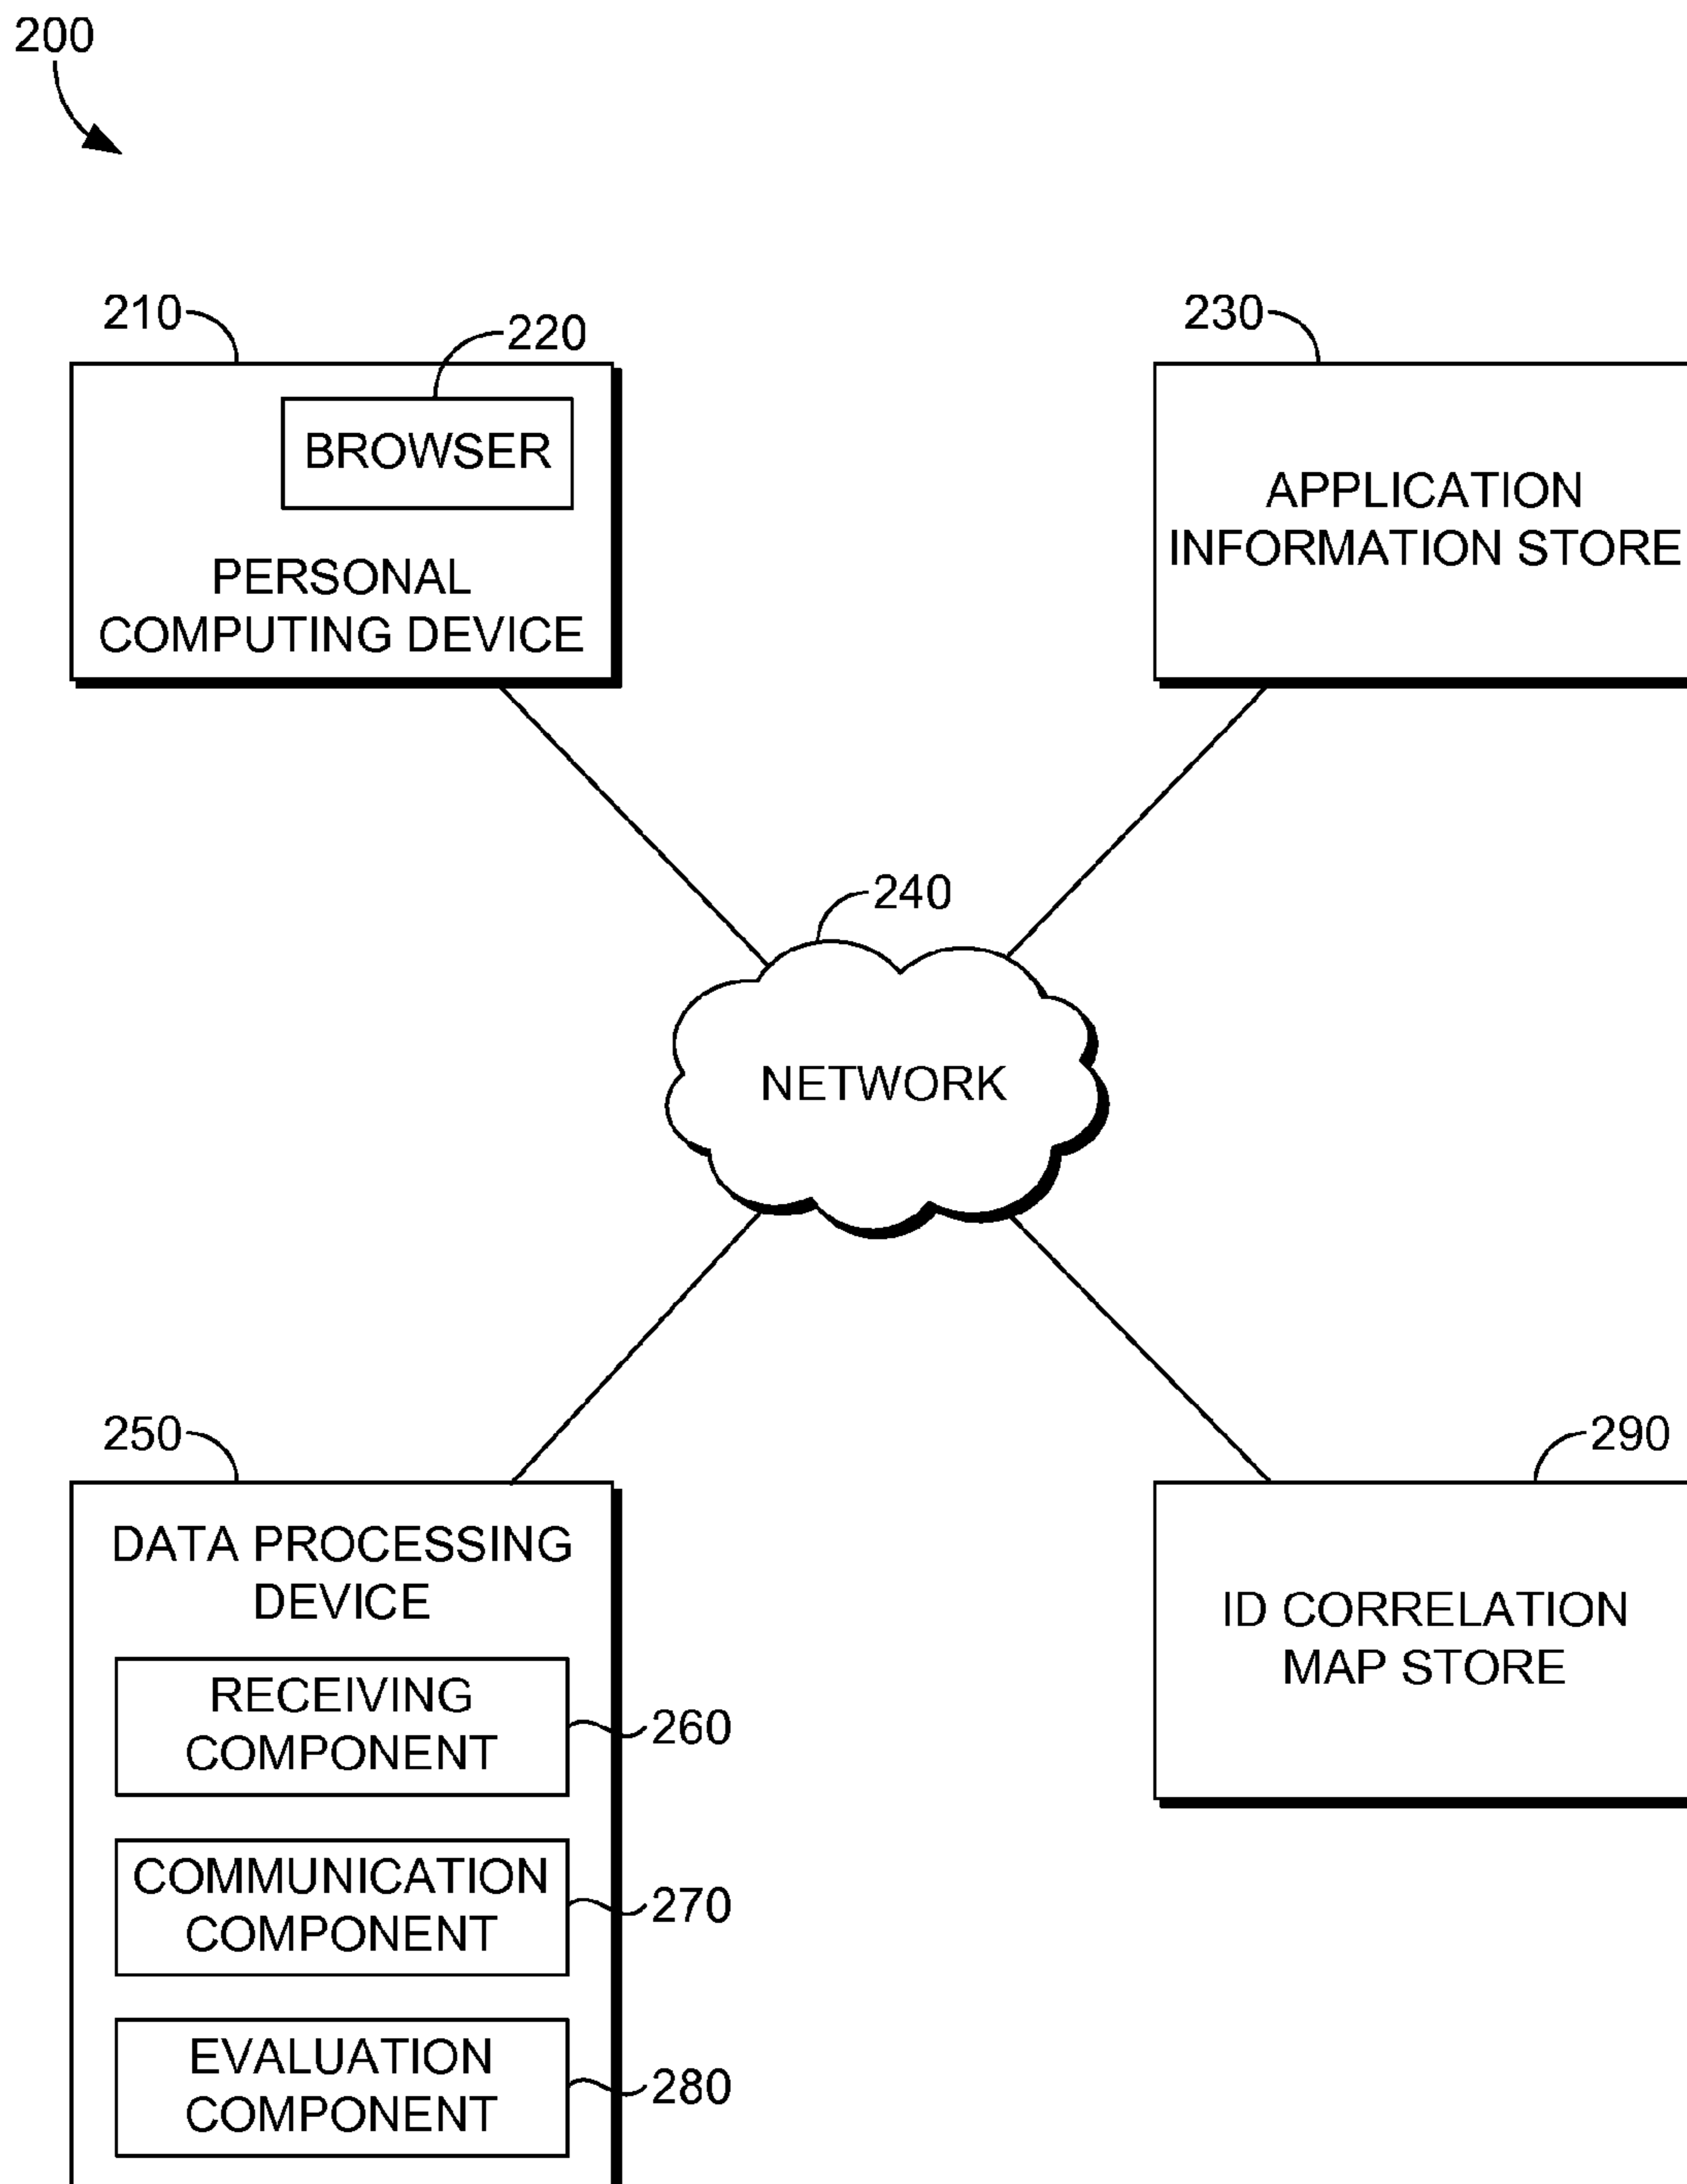 200
210
220
230
BROWSER
PERSONAL
COMPUTING DEVICE
APPLICATION
INFORMATION STORE
240
NETWORK
250
290
DATA PROCESSING
DEVICE
RECEIVING
COMPONENT
260
COMMUNICATION
COMPONENT
270
EVALUATION
COMPONENT
280
ID CORRELATION
MAP STORE